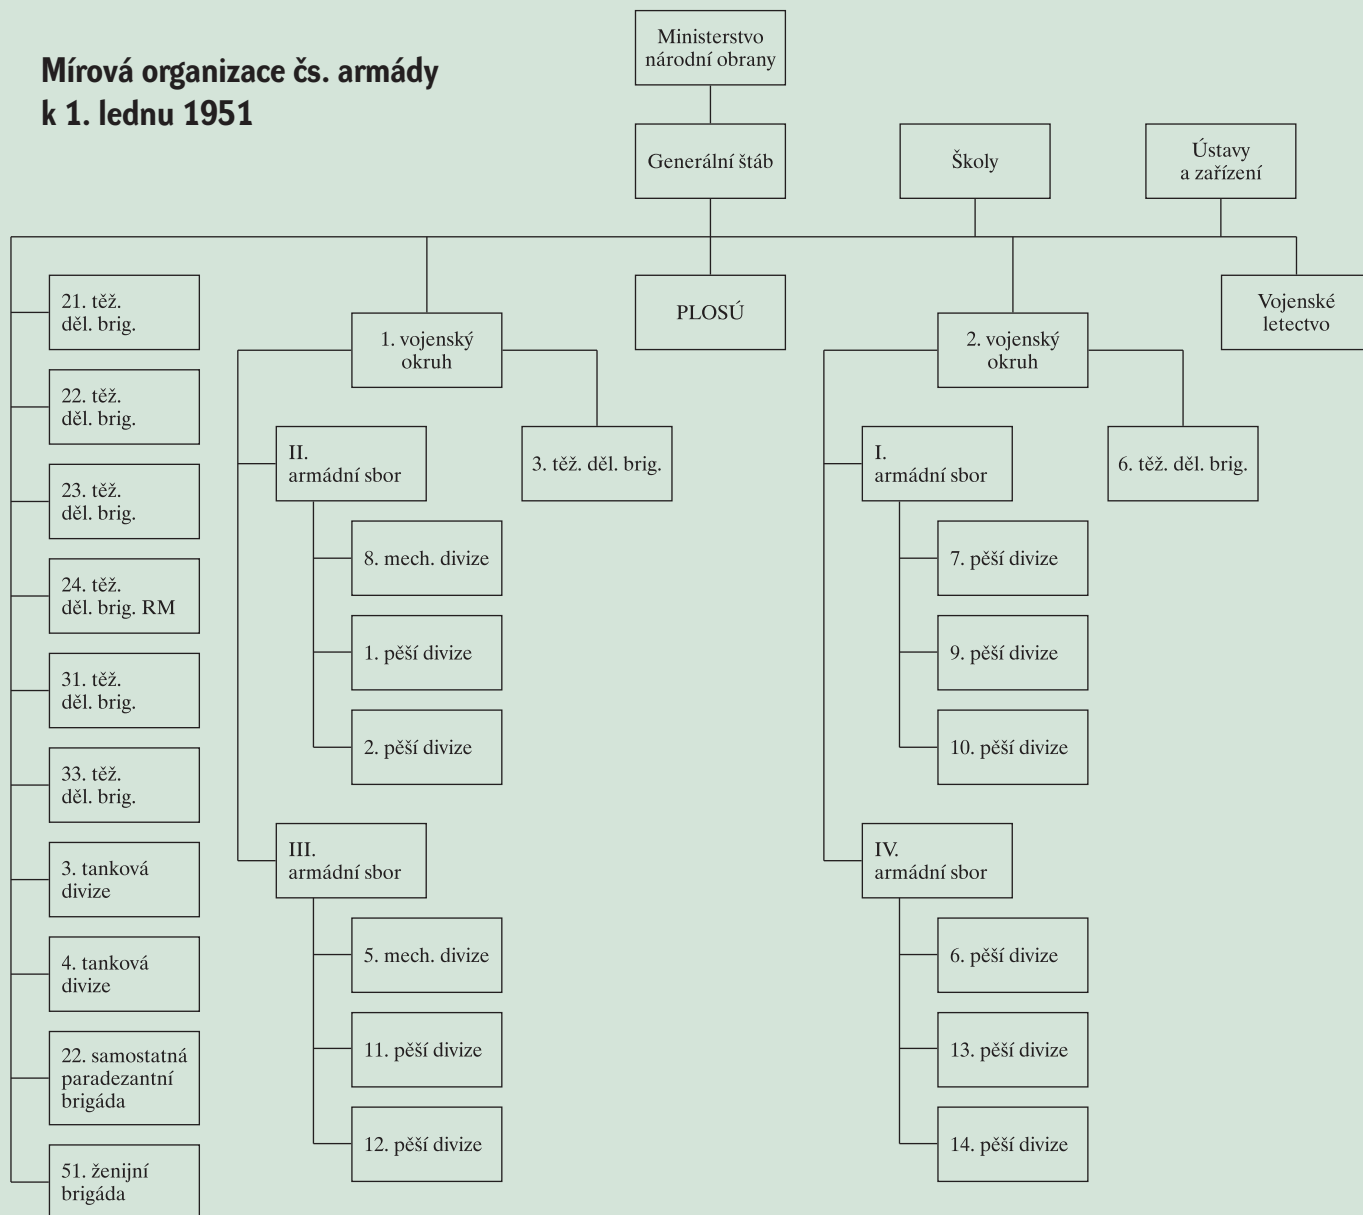 Mírová organizace čs. armády
k 1. lednu 1951
Ministerstvo
národní obrany
Generální štáb
Školy
Ústavy
a zařízení
PLOSÚ
Vojenské
letectvo
21. těž.
děl. brig.
22. těž.
děl. brig.
23. těž.
děl. brig.
24. těž.
děl. brig. RM
31. těž.
děl. brig.
33. těž.
děl. brig.
3. tanková
divize
4. tanková
divize
22. samostatná
paradezantní
brigáda
51. ženijní
brigáda
1. vojenský
okruh
II.
armádní sbor
8. mech. divize
1. pěší divize
2. pěší divize
III.
armádní sbor
5. mech. divize
11. pěší divize
12. pěší divize
3. těž. děl. brig.
2. vojenský
okruh
I.
armádní sbor
7. pěší divize
9. pěší divize
10. pěší divize
IV.
armádní sbor
6. pěší divize
13. pěší divize
14. pěší divize
6. těž. děl. brig.